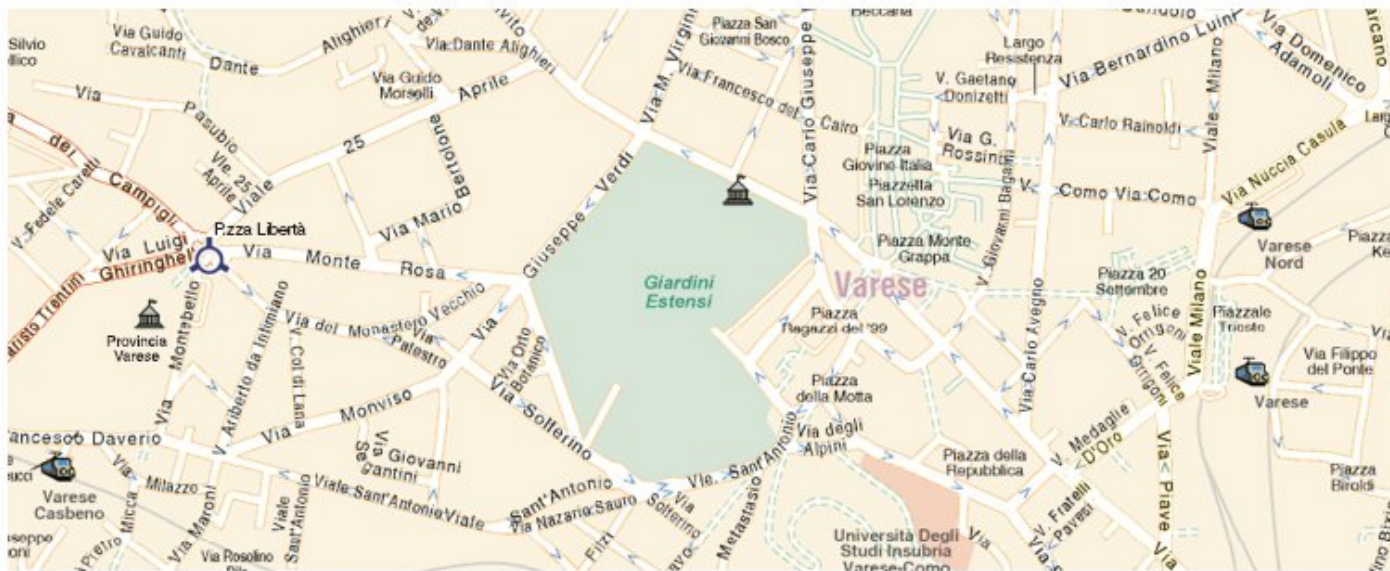 Via Guido
Cavalcanti
Dante
Alighieri
Via Dante Alighieri
Via Guido
Morselli
Via
Pasubio
Viale 25 Aprile
Vle. 25
Aprile
Via Mario Bertolone
Piazza San
Giovanni Bosco
Via Francesco del Cairo
Via Carlo Giuseppe
Beccaria
Largo
Resistenza
V. Gaetano
Donizetti
Via Bernardino Luini
Via Domenico
Adamoli
V. Carlo Rainoldi
Viale Milano
Via Nuccia Casula
Piazza
Giovine Italia
Via G.
Rossini
Piazzetta
San Lorenzo
V. Como Via Como
V. Giovanni Bagaini
Piazza Monte
Grappa
Varese
Varese
Nord
Piazza 20
Settembre
V. Felice
Orrigoni
V. Felice
Orrigoni
Piazzale
Trieste
Viale Milano
Via Filippo
del Ponte
Varese
Piazza
Biroldi
V. Fedele Caretti
dei Campigli
Via Luigi
Ghiringhelli
P.zza Libertà
Via Monte Rosa
Giuseppe Verdi
Giardini
Estensi
Provincia
Varese
Via Montebello
V. Ariberto da Intimiano
V. Col di Lana
Via del Monastero Vecchio
Via
Palestro
Via Orto
Botanico
Via Solferino
Via Monviso
Via Giovanni
Segantini
Piazza
Ragazzi del '99
Piazza
della Motta
Via degli
Alpini
Via Carlo Avegno
Piazza della
Repubblica
V. Medaglie
D'Oro
Via Piave
V. Fratelli
Pavesi
Via
Via
Daverio
Varese
Casbeno
Via
Milazzo
Pietro Micca
Via Maroni
Viale
Sant'Antonio
Via Rosolino
Viale Sant'Antonio
Viale Sant'Antonio
Via Nazario Sauro
Filzi
Via
Solferino
Vle. Sant'Antonio
Metastasio
Università Degli
Studi Insubria
Varese-Como